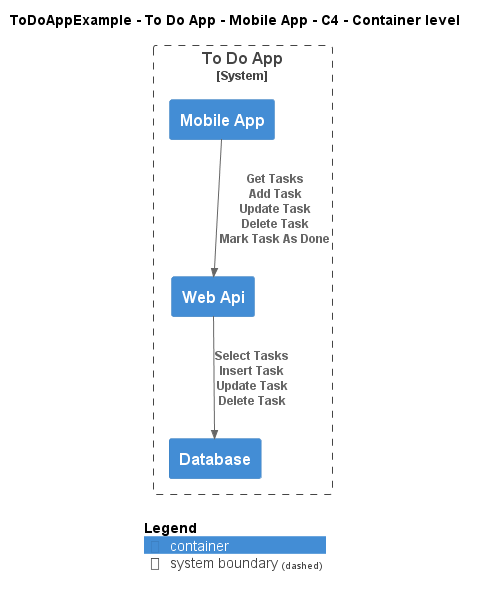 ToDoAppExample - To Do App - Mobile App - C4 - Container level
To Do App
[System]
Mobile App
Get Tasks
Add Task
Update Task
Delete Task
Mark Task As Done
Web Api
Select Tasks
Insert Task
Update Task
Delete Task
Database
Legend
container
system boundary (dashed)